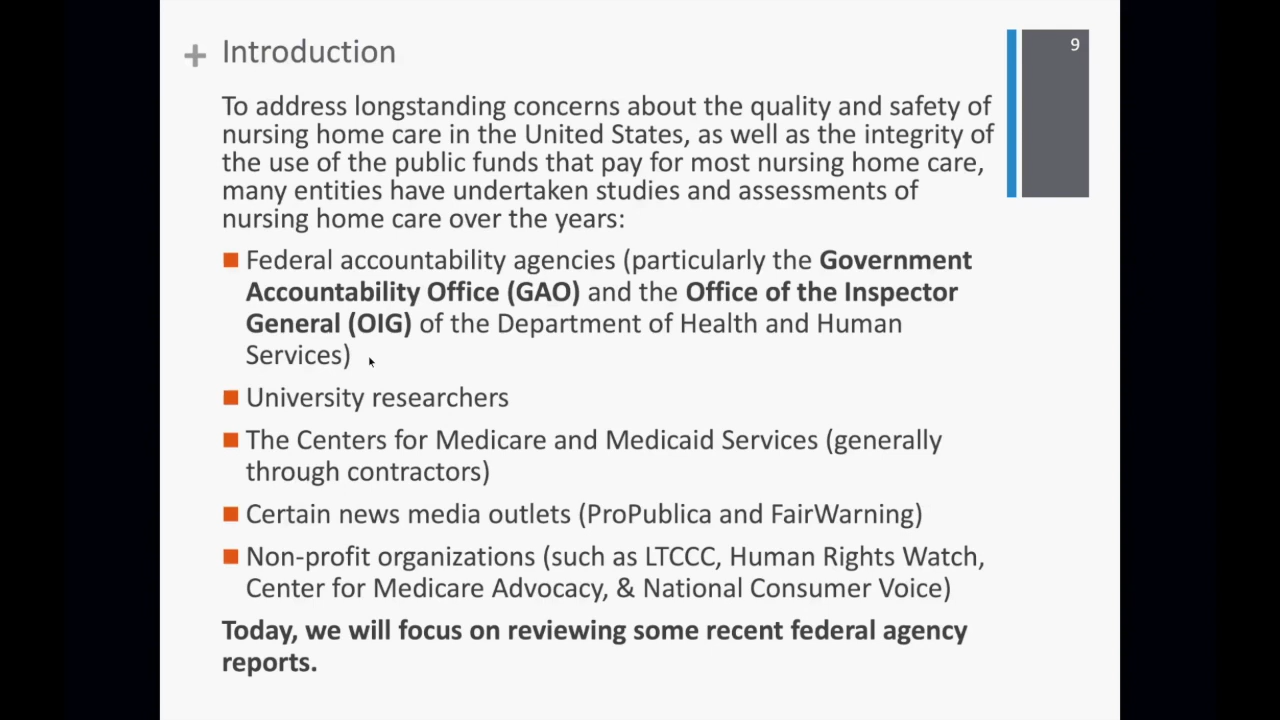 + Introduction
9
To address longstanding concerns about the quality and safety of
nursing home care in the United States, as well as the integrity of
the use of the public funds that pay for most nursing home care,
many entities have undertaken studies and assessments of
nursing home care over the years:
Federal accountability agencies (particularly the Government
Accountability Office (GAO) and the Office of the Inspector
General (OIG) of the Department of Health and Human
Services)
University researchers
The Centers for Medicare and Medicaid Services (generally
through contractors)
Certain news media outlets (ProPublica and FairWarning)
Non-profit organizations (such as LTCCC, Human Rights Watch,
Center for Medicare Advocacy, & National Consumer Voice)
Today, we will focus on reviewing some recent federal agency
reports.